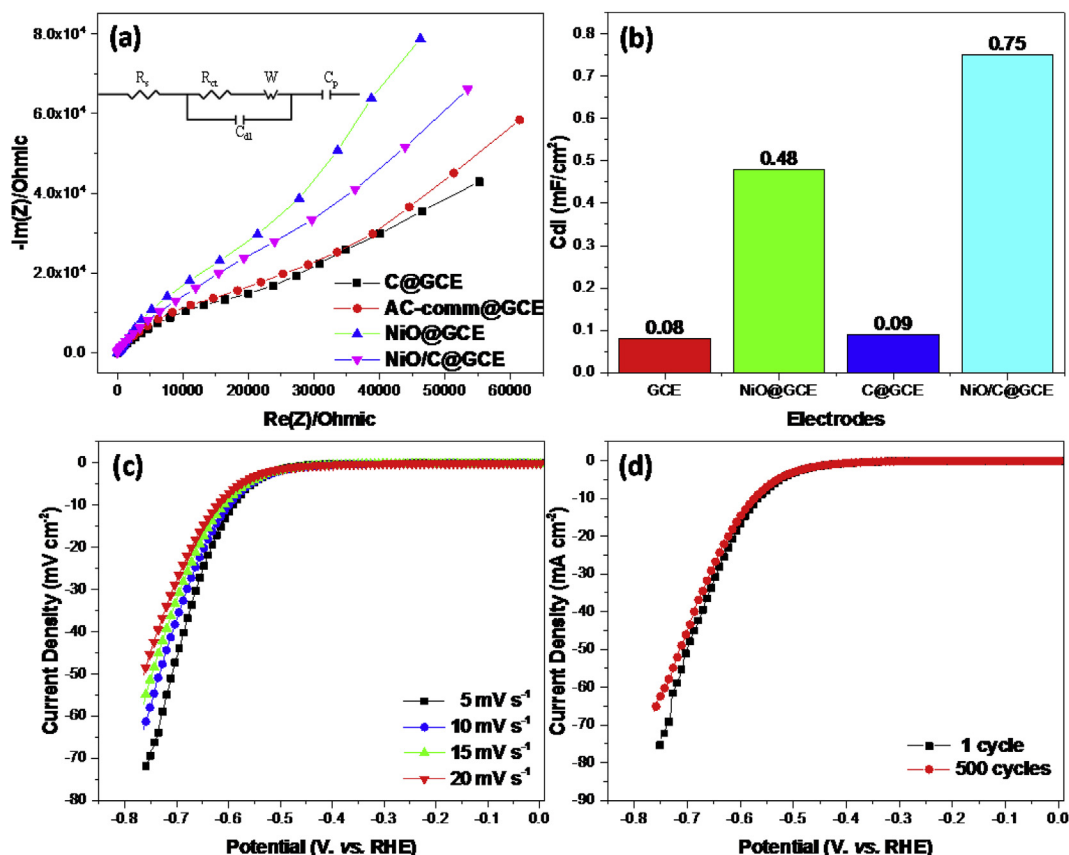 (a)
-Im(Z)/Ohmic
8.0x10⁴
6.0x10⁴
4.0x10⁴
2.0x10⁴
0.0
Rs
Rct
W
Cp
Cdl
C@GCE
AC-comm@GCE
NiO@GCE
NiO/C@GCE
0 10000 20000 30000 40000 50000 60000
Re(Z)/Ohmic
(b)
Cdl (mF/cm²)
0.8
0.7
0.6
0.5
0.4
0.3
0.2
0.1
0.0
0.08
0.48
0.09
0.75
GCE NiO@GCE C@GCE NiO/C@GCE
Electrodes
(c)
Current Density (mV cm⁻²)
0
-10
-20
-30
-40
-50
-60
-70
-80
5 mV s⁻¹
10 mV s⁻¹
15 mV s⁻¹
20 mV s⁻¹
-0.8 -0.7 -0.6 -0.5 -0.4 -0.3 -0.2 -0.1 0.0
Potential (V, vs. RHE)
(d)
Current Density (mA cm⁻²)
0
-10
-20
-30
-40
-50
-60
-70
-80
-90
1 cycle
500 cycles
-0.8 -0.7 -0.6 -0.5 -0.4 -0.3 -0.2 -0.1 0.0
Potential (V, vs. RHE)